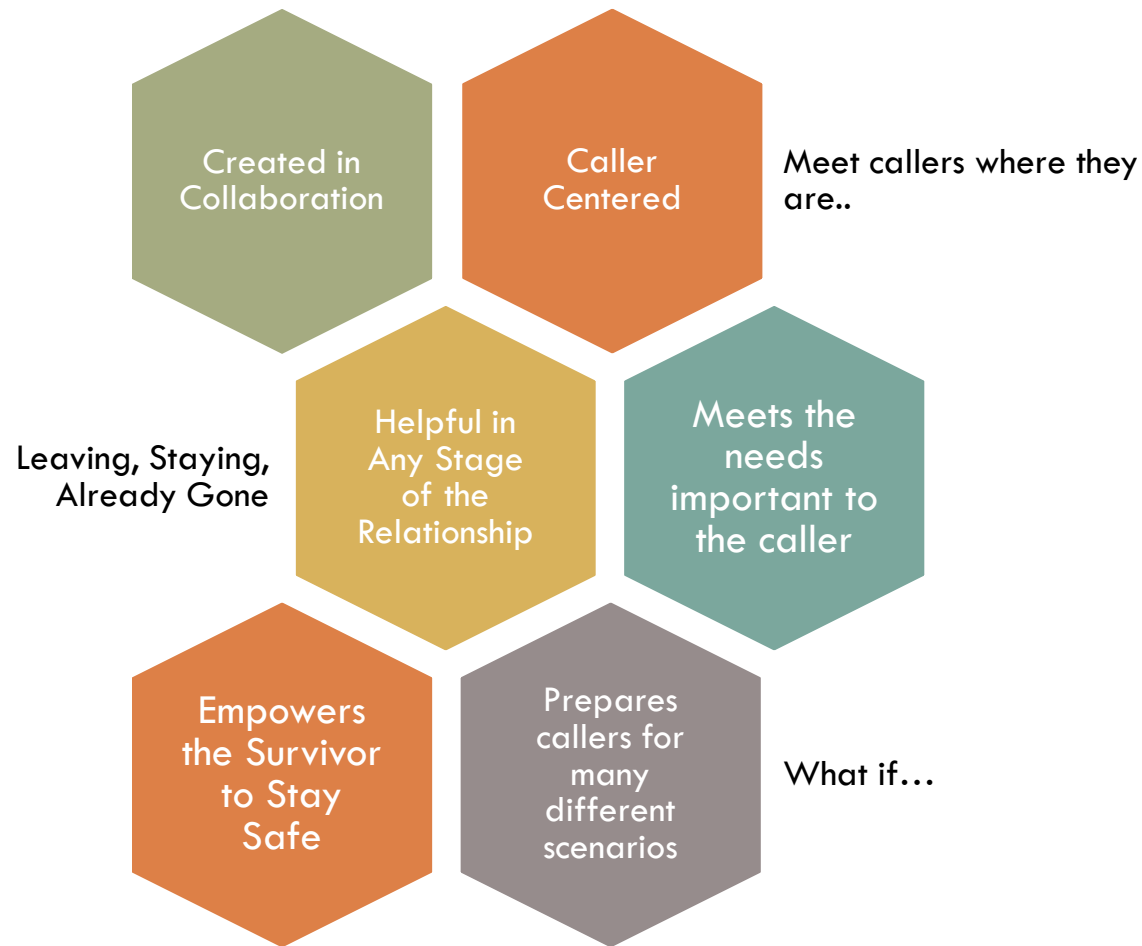 Created in
Collaboration
Caller
Centered
Meet callers where they
are..
Leaving, Staying,
Already Gone
Helpful in
Any Stage
of the
Relationship
Meets the
needs
important to
the caller
Empowers
the Survivor
to Stay
Safe
Prepares
callers for
many
different
scenarios
What if...